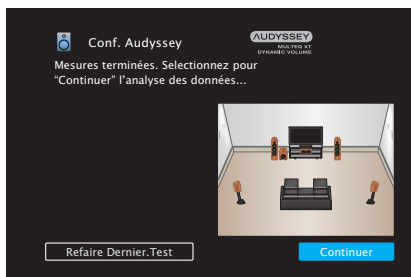 Conf. Audyssey
AUDYSSEY
MULTEQ XT
DYNAMIC VOLUME
Mesures terminées. Selectionnez pour
“Continuer” l’analyse des données...
Refaire Dernier.Test
Continuer